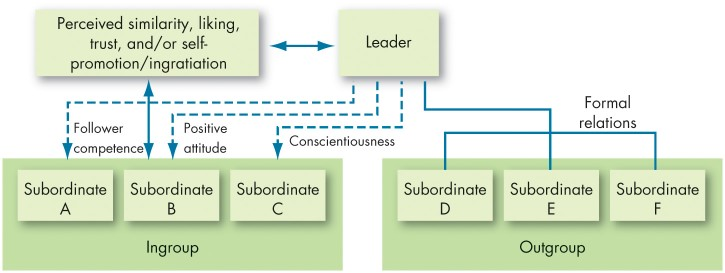 Perceived similarity, liking,
trust, and/or self-
promotion/ingratiation
Leader
Follower
competence
Positive
attitude
Conscientiousness
Formal
relations
Subordinate
A
Subordinate
B
Subordinate
C
Subordinate
D
Subordinate
E
Subordinate
F
Ingroup
Outgroup